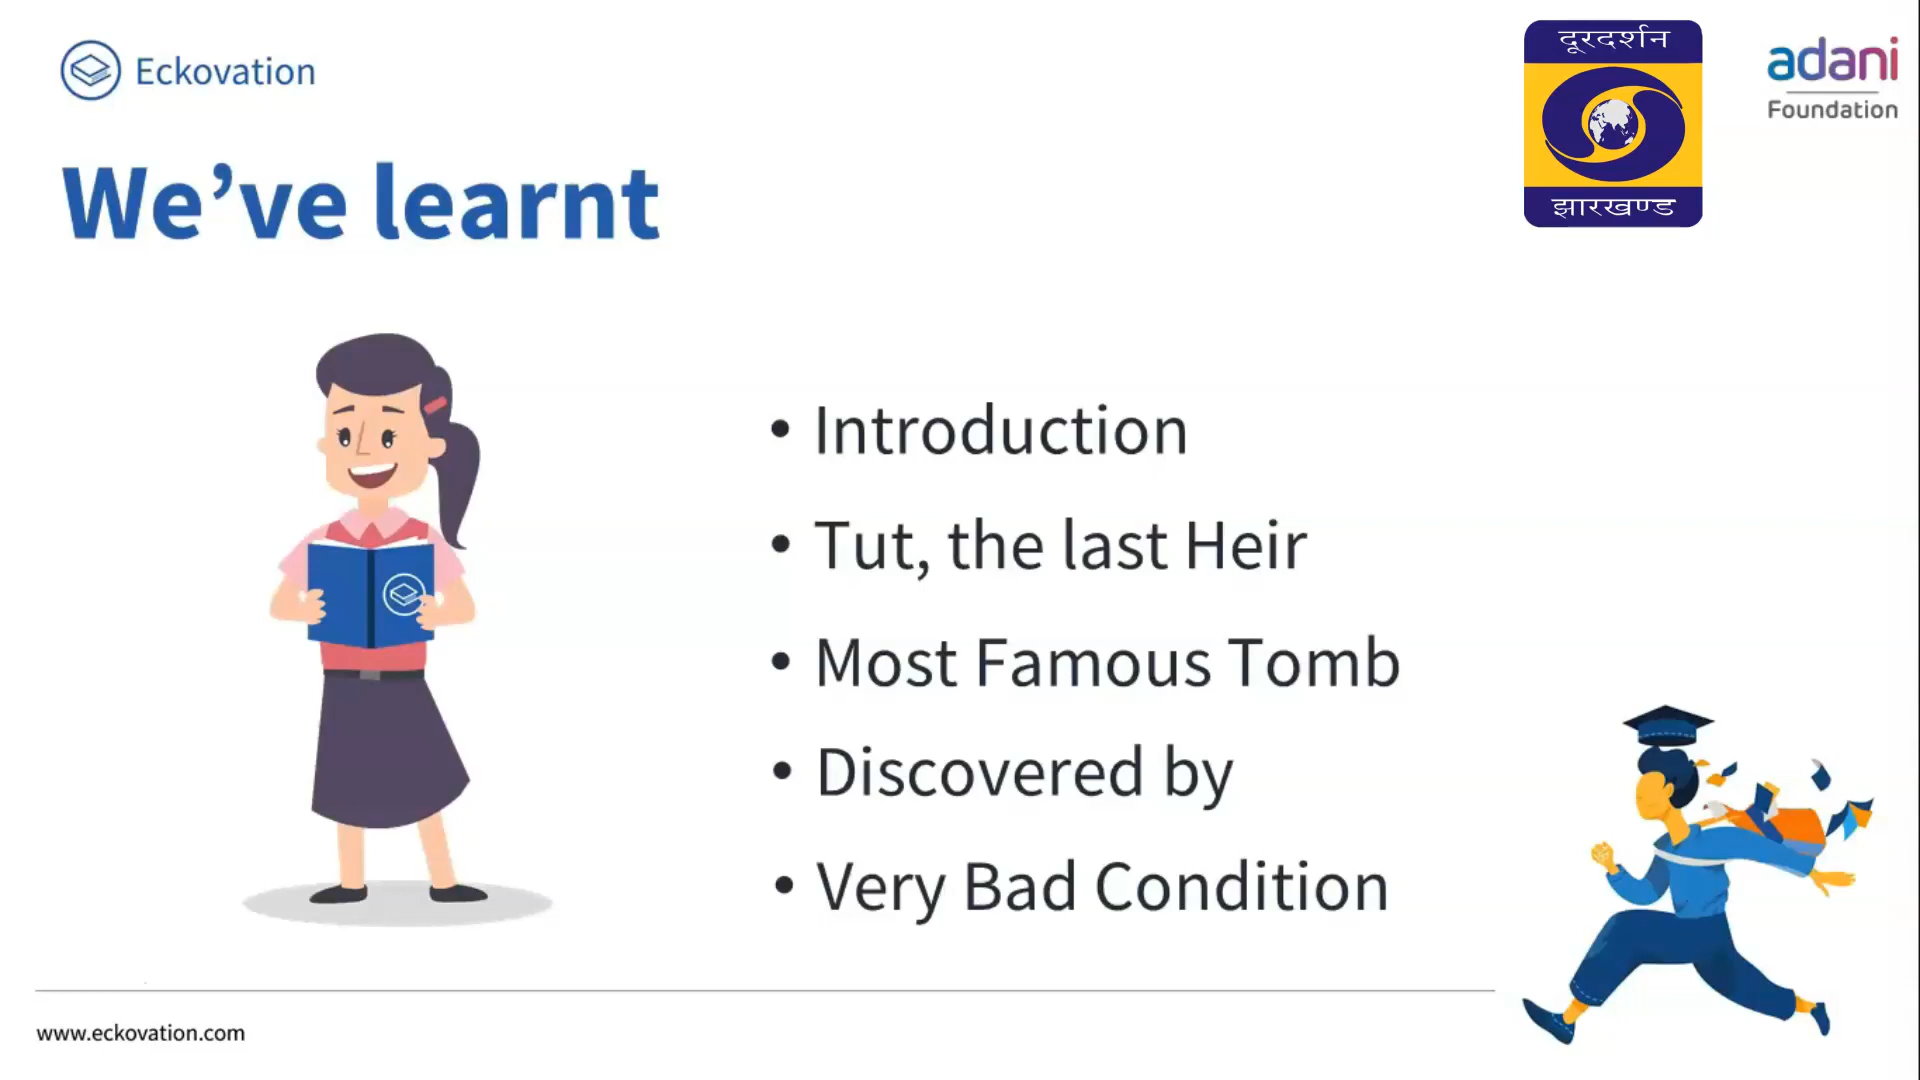 Eckovation
दूरदर्शन
झारखण्ड
adani
Foundation
We’ve learnt
• Introduction
• Tut, the last Heir
• Most Famous Tomb
• Discovered by
• Very Bad Condition
www.eckovation.com